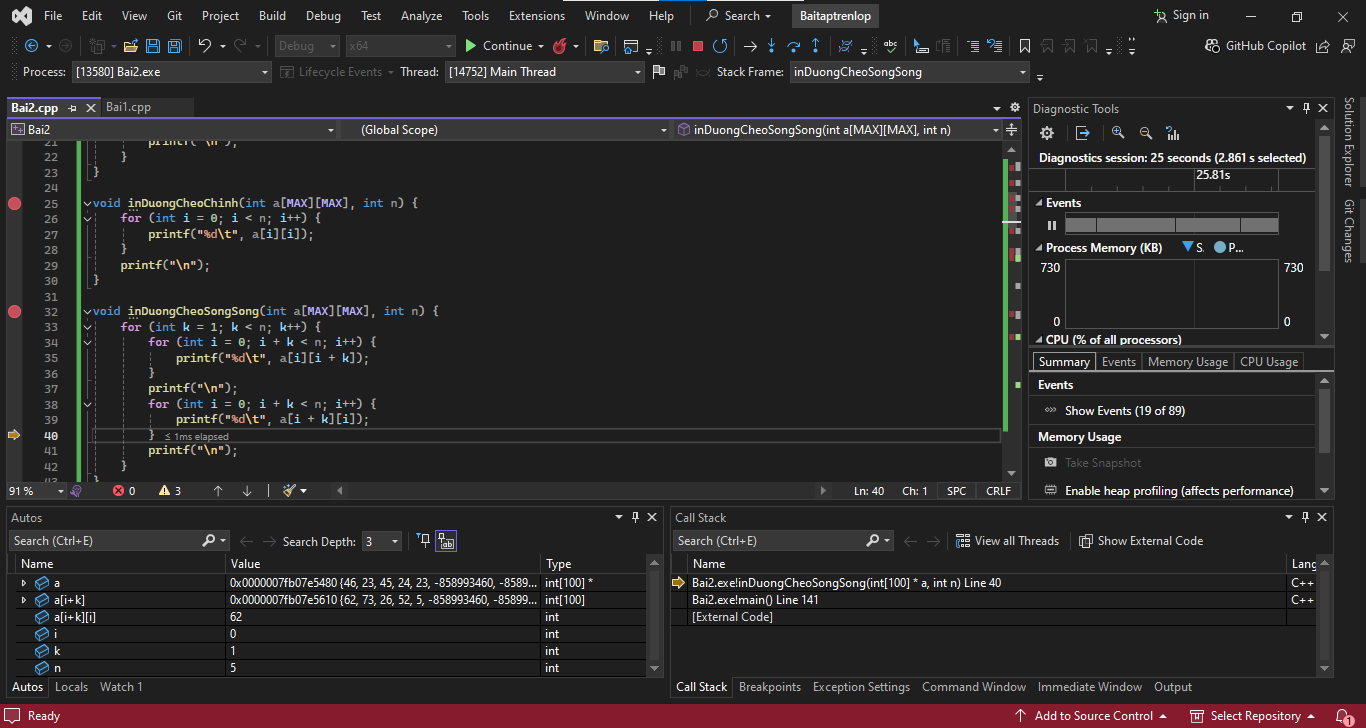 File Edit View Git Project Build Debug Test Analyze Tools Extensions Window Help Search Baitaptrenlop Sign in
Debug x64 Continue GitHub Copilot
Process: [13580] Bai2.exe Lifecycle Events Thread: [14752] Main Thread Stack Frame: inDuongCheoSongSong
Bai2.cpp Bai1.cpp
Bai2 (Global Scope) inDuongCheoSongSong(int a[MAX][MAX], int n)
21 printf("\n");
22 }
23 }
24
25 void inDuongCheoChinh(int a[MAX][MAX], int n) {
26 for (int i = 0; i < n; i++) {
27 printf("%d\t", a[i][i]);
28 }
29 printf("\n");
30 }
31
32 void inDuongCheoSongSong(int a[MAX][MAX], int n) {
33 for (int k = 1; k < n; k++) {
34 for (int i = 0; i + k < n; i++) {
35 printf("%d\t", a[i][i + k]);
36 }
37 printf("\n");
38 for (int i = 0; i + k < n; i++) {
39 printf("%d\t", a[i + k][i]);
40 } ≤ 1ms elapsed
41 printf("\n");
42 }
43 }
91 % 0 3 Ln: 40 Ch: 1 SPC CRLF
Diagnostic Tools
Diagnostics session: 25 seconds (2.861 s selected)
25.81s
Events
Process Memory (KB) S. P...
730 730
0 0
CPU (% of all processors)
Summary Events Memory Usage CPU Usage
Events
Show Events (19 of 89)
Memory Usage
Take Snapshot
Enable heap profiling (affects performance)
Solution Explorer
Git Changes
Autos
Search (Ctrl+E) Search Depth: 3
Name Value Type
a 0x0000007fb07e5480 {46, 23, 45, 24, 23, -858993460, -8589... int[100] *
a[i+k] 0x0000007fb07e5610 {62, 73, 26, 52, 5, -858993460, -85899... int[100]
a[i+k][i] 62 int
i 0 int
k 1 int
n 5 int
Autos Locals Watch 1
Call Stack
Search (Ctrl+E) View all Threads Show External Code
Name Lang
Bai2.exe!inDuongCheoSongSong(int[100] * a, int n) Line 40 C++
Bai2.exe!main() Line 141 C++
[External Code]
Call Stack Breakpoints Exception Settings Command Window Immediate Window Output
Ready Add to Source Control Select Repository 1